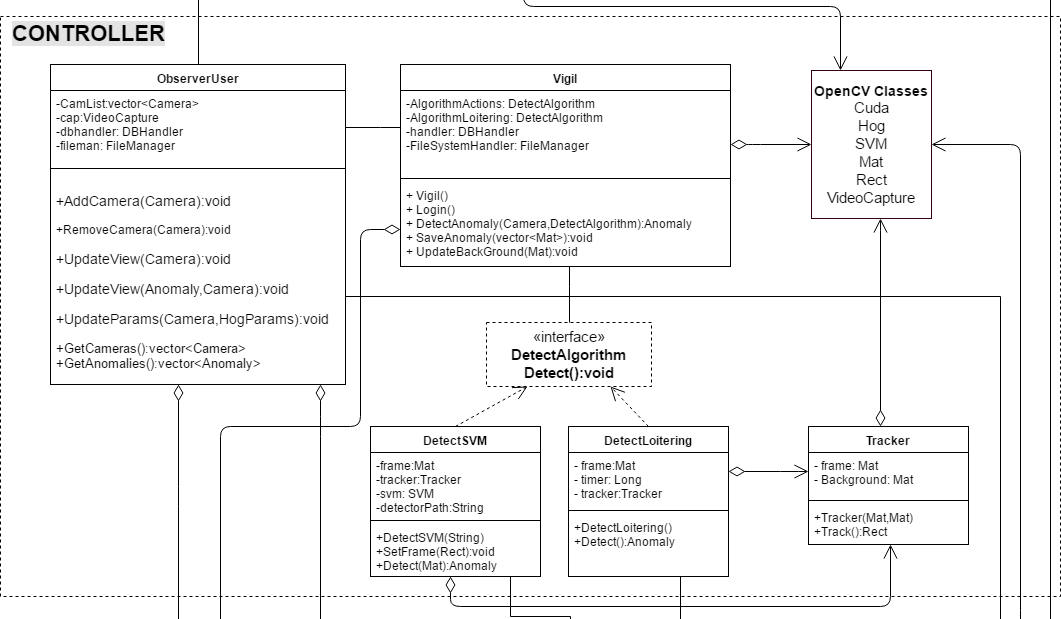 CONTROLLER
ObserverUser
-CamList:vector<Camera>
-cap:VideoCapture
-dbhandler: DBHandler
-fileman: FileManager
+AddCamera(Camera):void
+RemoveCamera(Camera):void
+UpdateView(Camera):void
+UpdateView(Anomaly,Camera):void
+UpdateParams(Camera,HogParams):void
+GetCameras():vector<Camera>
+GetAnomalies():vector<Anomaly>
Vigil
-AlgorithmActions: DetectAlgorithm
-AlgorithmLoitering: DetectAlgorithm
-handler: DBHandler
-FileSystemHandler: FileManager
+ Vigil()
+ Login()
+ DetectAnomaly(Camera,DetectAlgorithm):Anomaly
+ SaveAnomaly(vector<Mat>):void
+ UpdateBackGround(Mat):void
OpenCV Classes
Cuda
Hog
SVM
Mat
Rect
VideoCapture
«interface»
DetectAlgorithm
Detect():void
DetectSVM
-frame:Mat
-tracker:Tracker
-svm: SVM
-detectorPath:String
+DetectSVM(String)
+SetFrame(Rect):void
+Detect(Mat):Anomaly
DetectLoitering
- frame:Mat
- timer: Long
- tracker:Tracker
+DetectLoitering()
+Detect():Anomaly
Tracker
- frame: Mat
- Background: Mat
+Tracker(Mat,Mat)
+Track():Rect